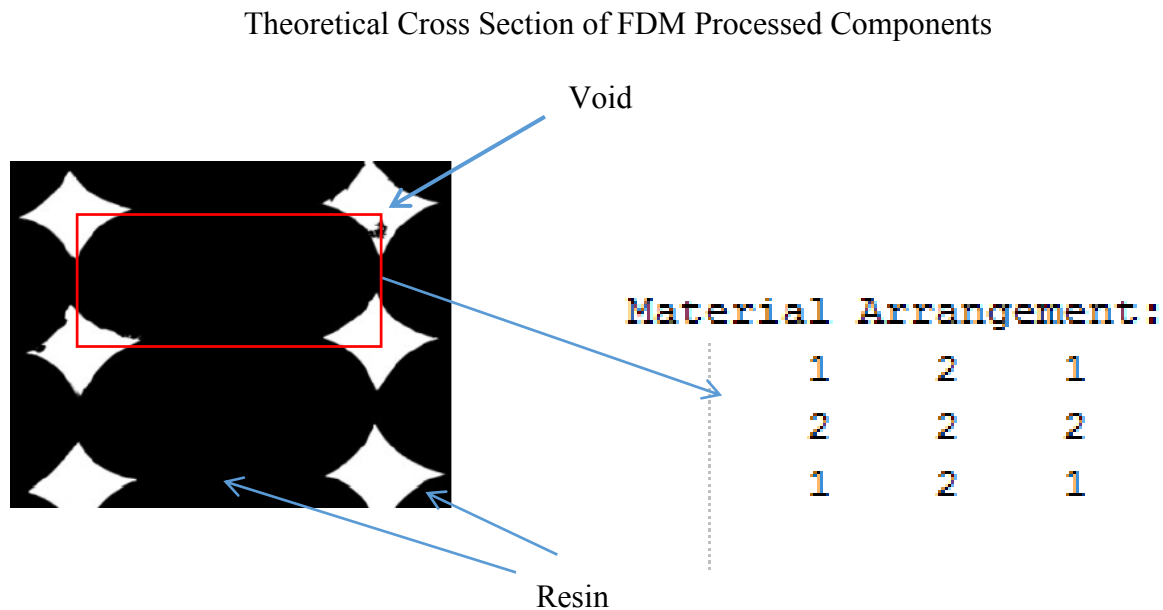 Theoretical Cross Section of FDM Processed Components
Void
Material Arrangement:
1 2 1
2 2 2
1 2 1
Resin